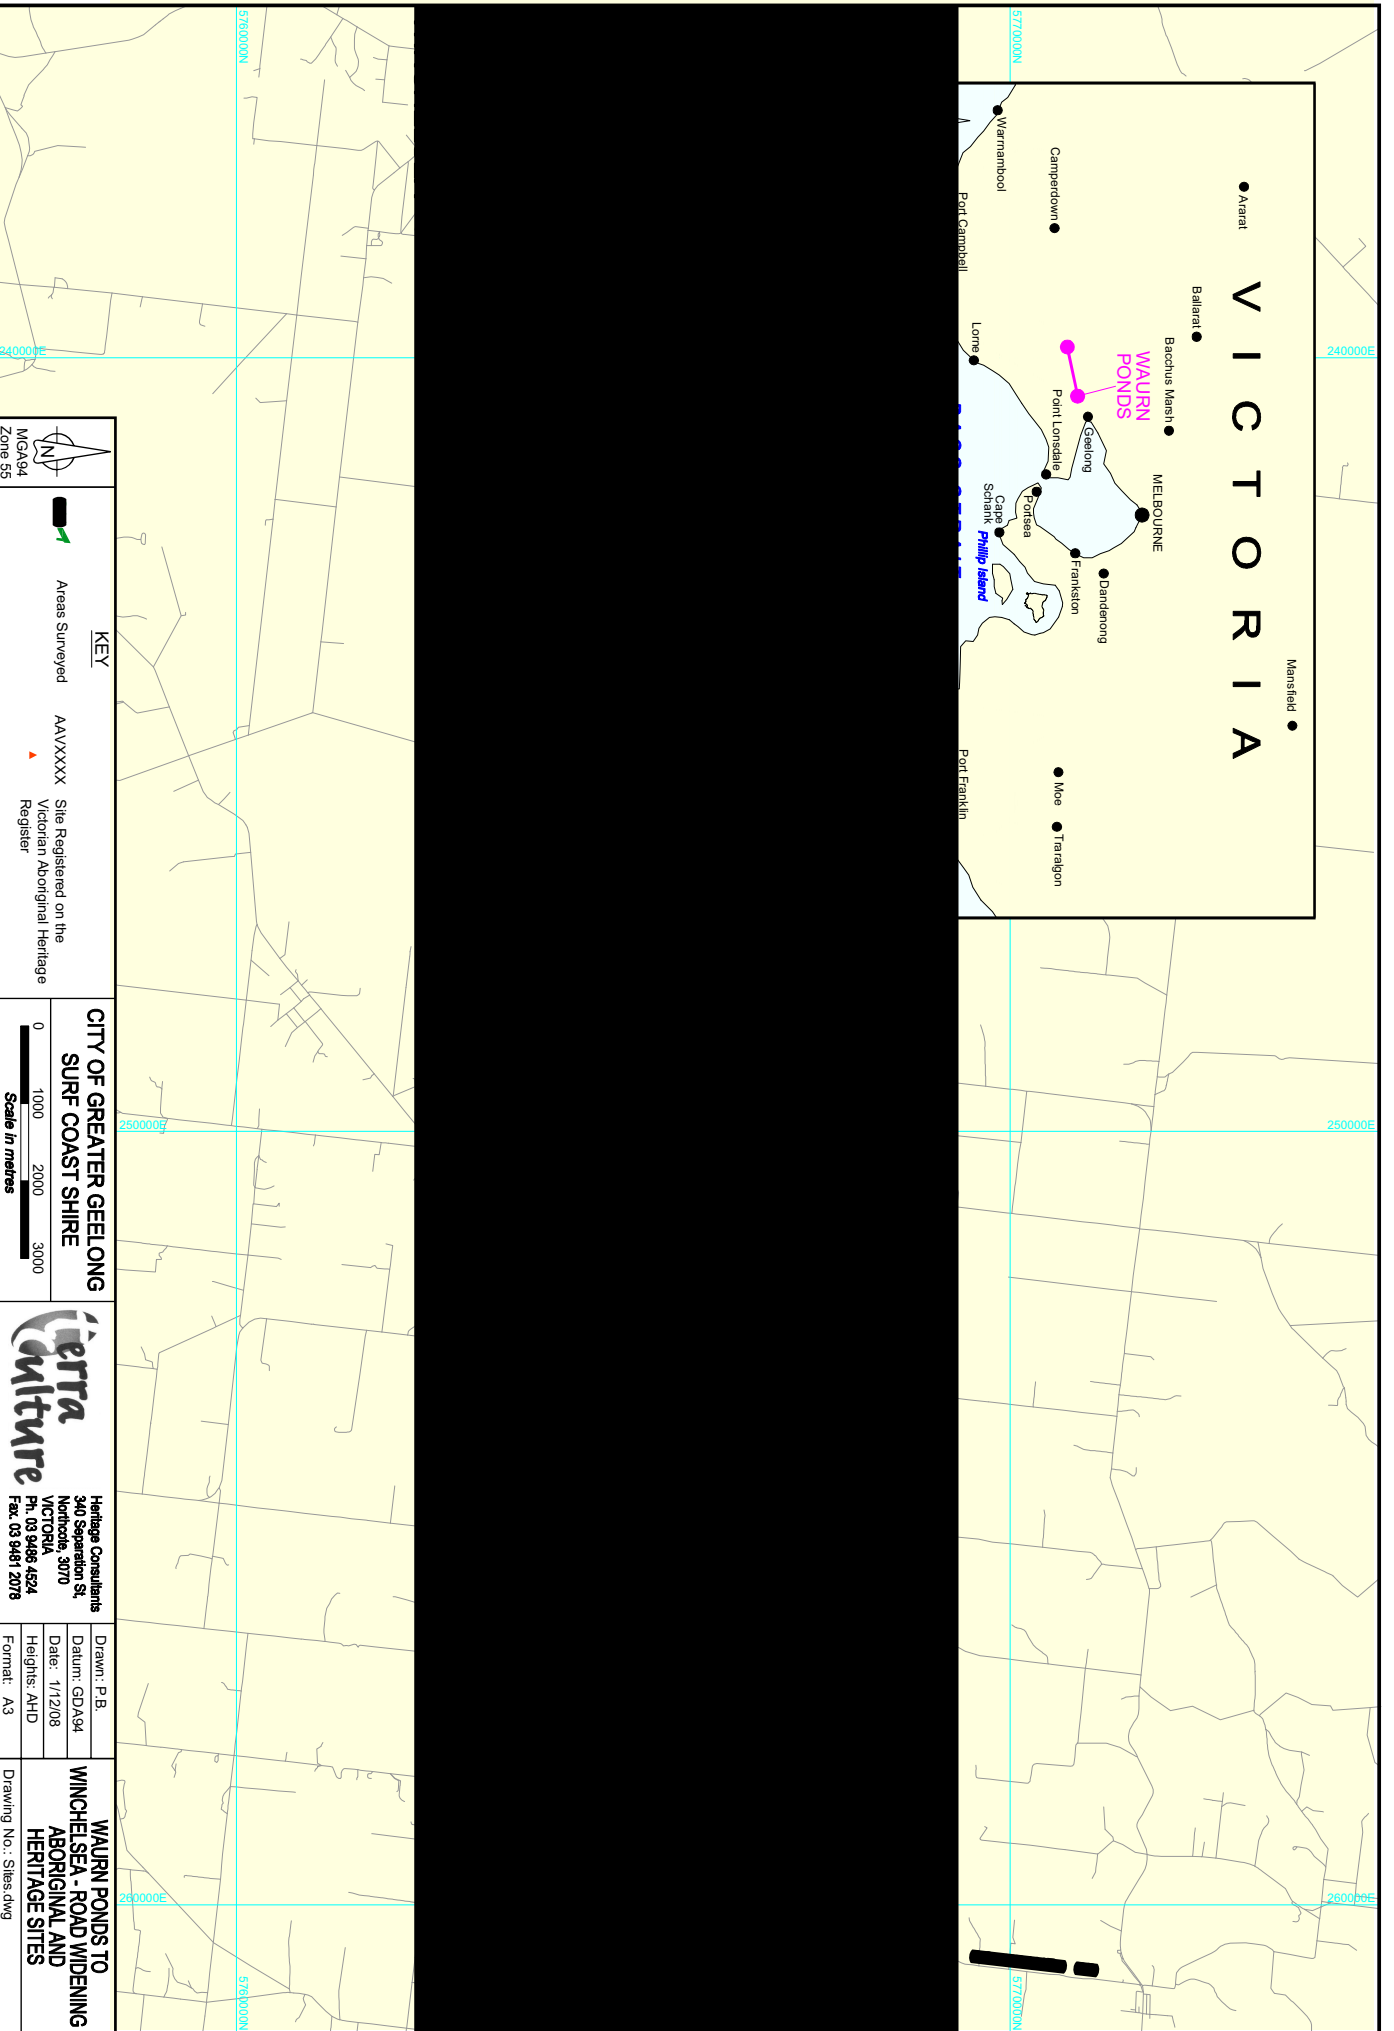 5760000N
5770000N
240000E
240000E
250000E
250000E
260000E
260000E
5760000N
5770000N
VICTORIA
Mansfield
Ararat
Ballarat
Bacchus Marsh
MELBOURNE
WAURN
PONDS
Dandenong
Geelong
Frankston
Camperdown
Point Lonsdale
Portsea
Moe
Traralgon
Warrnambool
Cape
Schank
Phillip Island
Lorne
Port Campbell
Port Franklin
N
MGA94
Zone 55
KEY
Areas Surveyed
AAVXXXX
Site Registered on the
Victorian Aboriginal Heritage
Register
CITY OF GREATER GEELONG
SURF COAST SHIRE
0 1000 2000 3000
Scale in metres
Terra
Culture
Heritage Consultants
340 Separation St,
Northcote, 3070
VICTORIA
Ph. 03 9486 4524
Fax. 03 9481 2078
Drawn: P.B.
Datum: GDA94
Date: 1/12/08
Heights: AHD
Format: A3
WAURN PONDS TO
WINCHELSEA - ROAD WIDENING
ABORIGINAL AND
HERITAGE SITES
Drawing No.: Sites.dwg